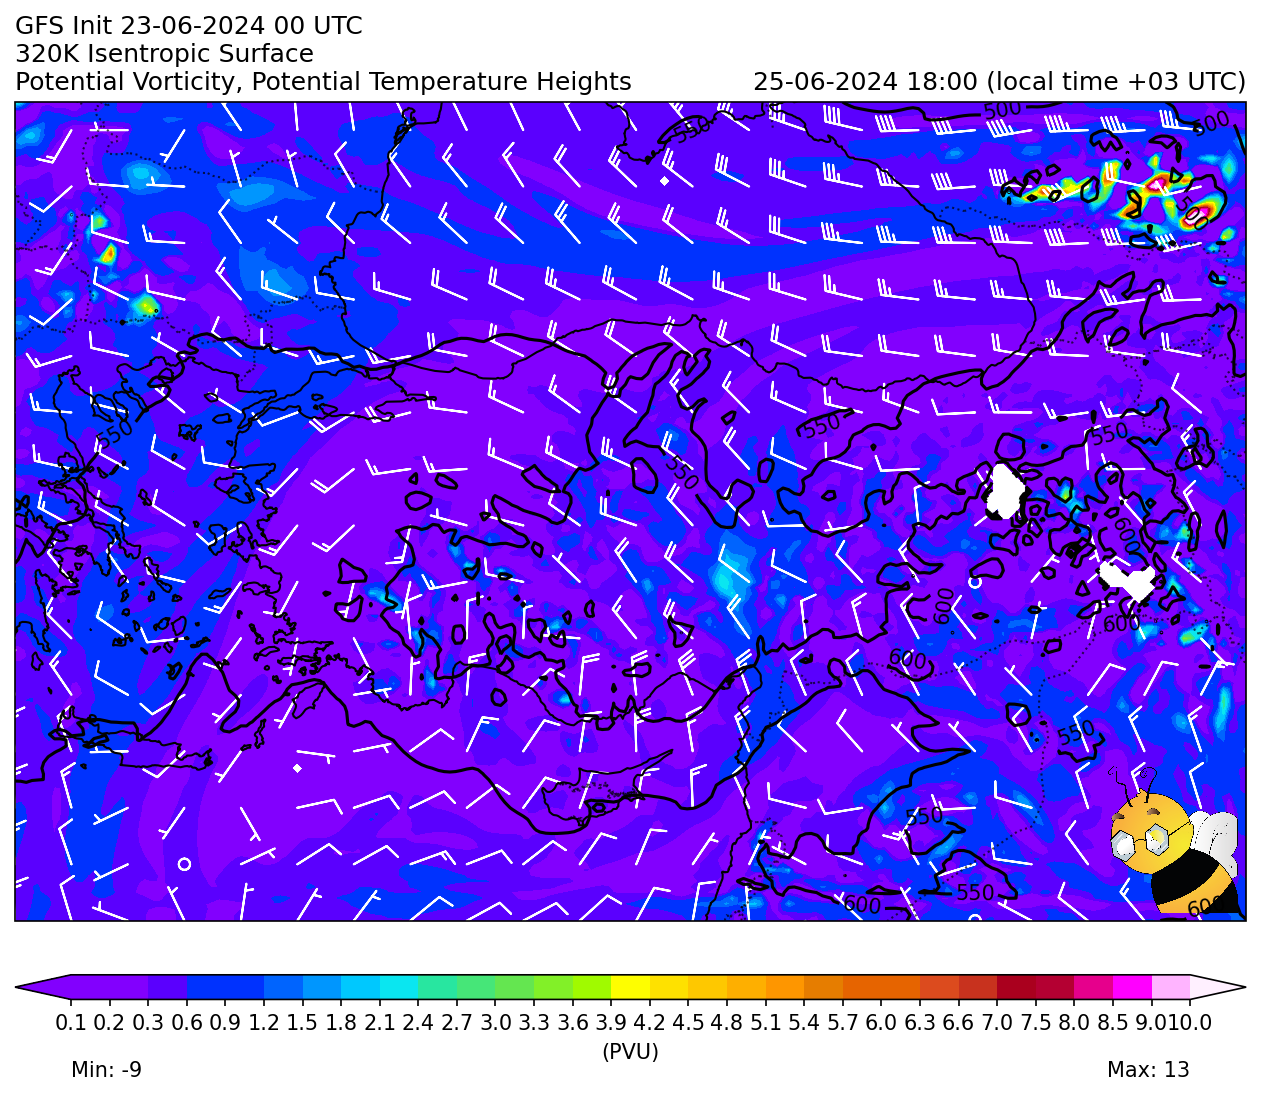 GFS Init 23-06-2024 00 UTC
320K Isentropic Surface
Potential Vorticity, Potential Temperature Heights
25-06-2024 18:00 (local time +03 UTC)
500
550
500
500
550
550
550
550
600
600
600
600
550
550
550
600
600
0.1 0.2 0.3 0.6 0.9 1.2 1.5 1.8 2.1 2.4 2.7 3.0 3.3 3.6 3.9 4.2 4.5 4.8 5.1 5.4 5.7 6.0 6.3 6.6 7.0 7.5 8.0 8.5 9.0 10.0
(PVU)
Min: -9
Max: 13